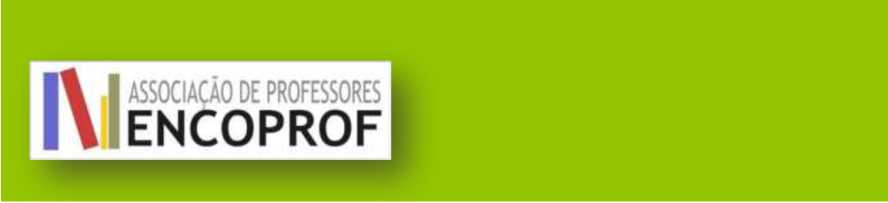 ASSOCIAÇÃO DE PROFESSORES
ENCOPROF